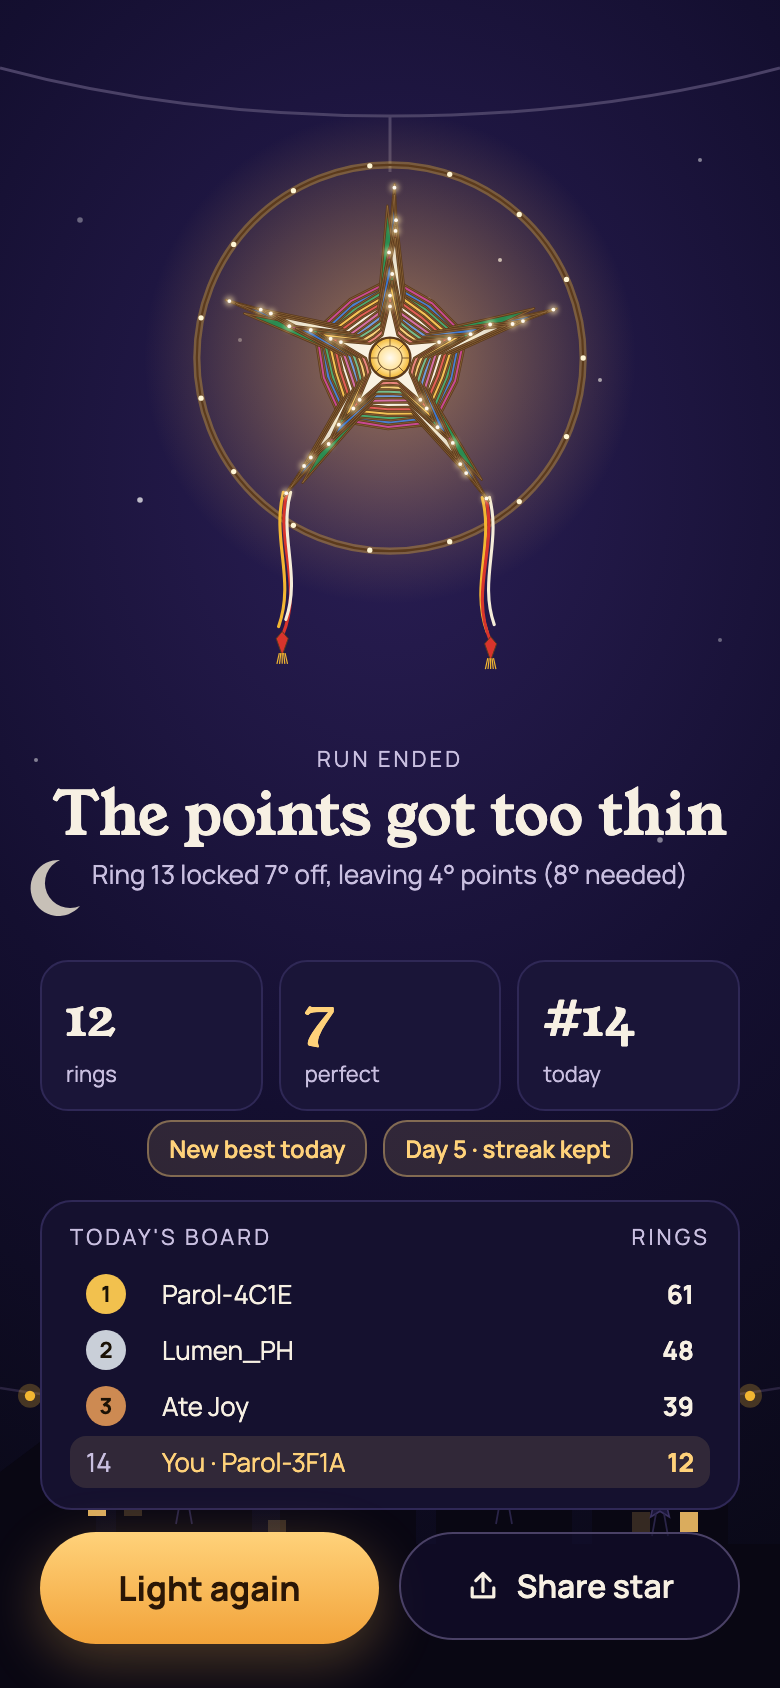 RUN ENDED
The points got too thin
Ring 13 locked 7° off, leaving 4° points (8° needed)
12
rings
7
perfect
#14
today
New best today
Day 5 · streak kept
TODAY'S BOARD RINGS
1 Parol-4C1E 61
2 Lumen_PH 48
3 Ate Joy 39
14 You · Parol-3F1A 12
Light again
Share star